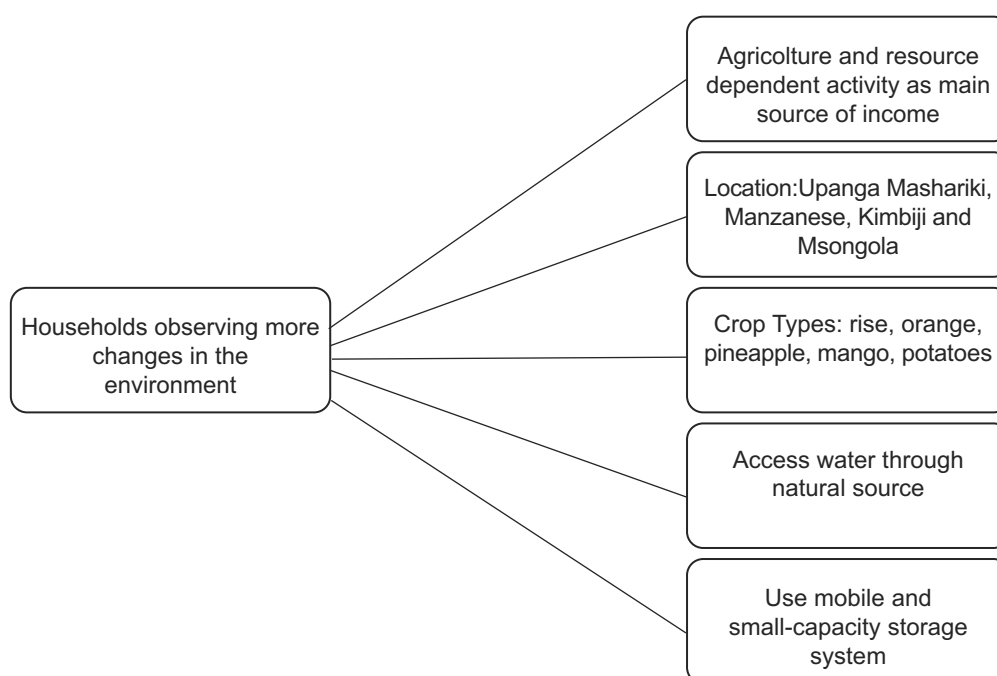 Agricolture and resource
dependent activity as main
source of income
Location:Upanga Mashariki,
Manzanese, Kimbiji and
Msongola
Households observing more
changes in the
environment
Crop Types: rise, orange,
pineapple, mango, potatoes
Access water through
natural source
Use mobile and
small-capacity storage
system